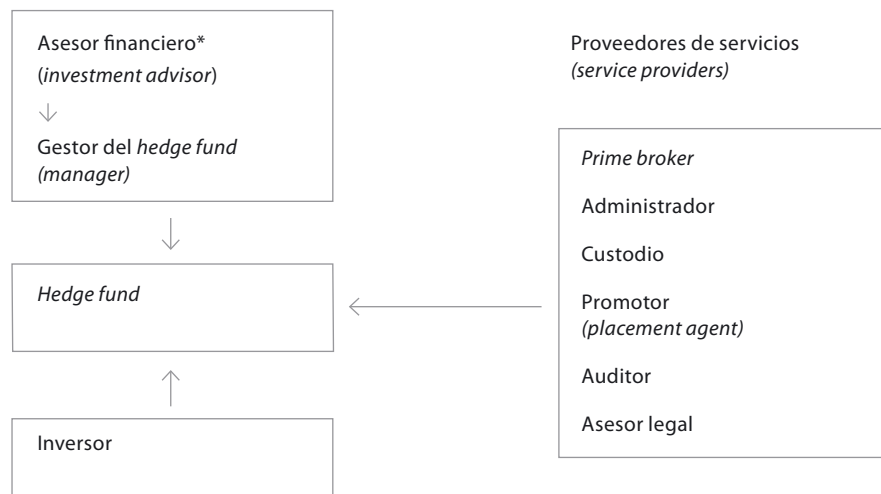 Asesor financiero*
(investment advisor)
Gestor del hedge fund
(manager)
Hedge fund
Inversor
Proveedores de servicios
(service providers)
Prime broker
Administrador
Custodio
Promotor
(placement agent)
Auditor
Asesor legal